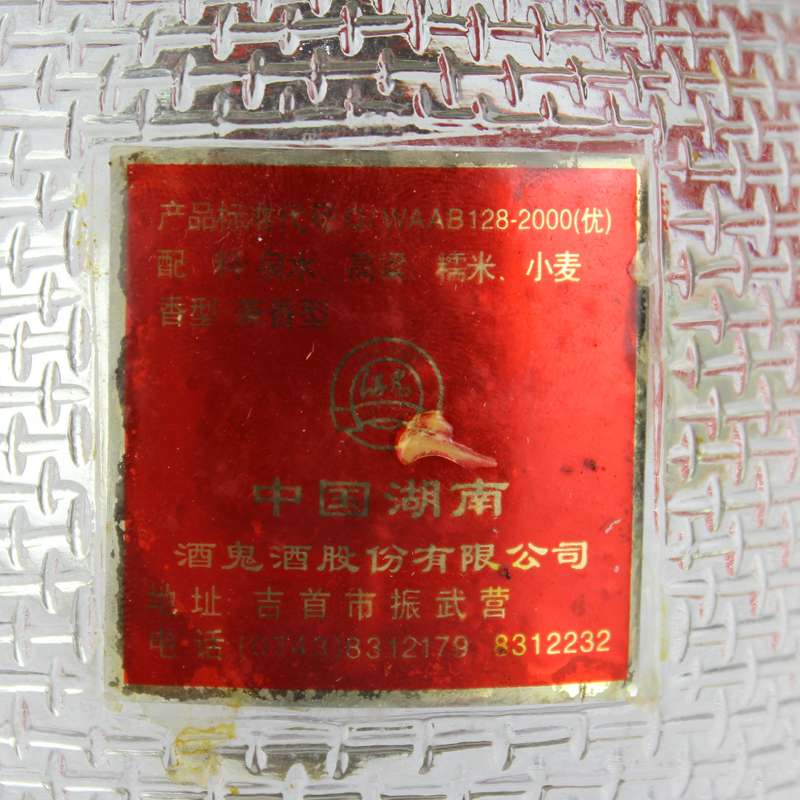 产品标准代号 Q/WAAB128-2000(优)
配 料 泉水、高粱、糯米、小麦
香型 兼香型
中国湖南
酒鬼酒股份有限公司
地址 吉首市振武营
电话 (0743)8312179 8312232